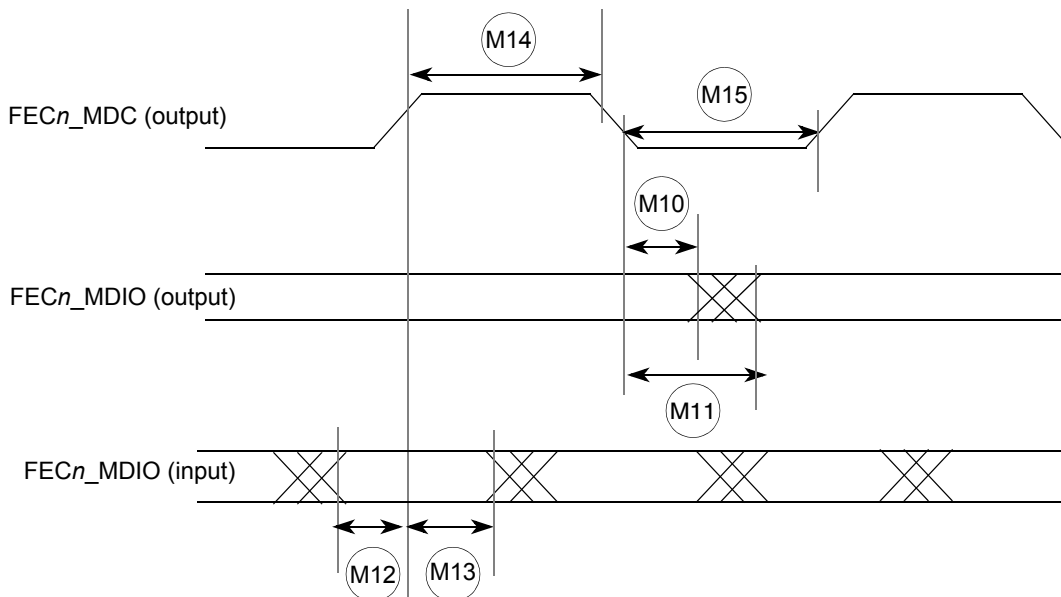 M14
M15
FECn_MDC (output)
M10
FECn_MDIO (output)
M11
FECn_MDIO (input)
M12
M13